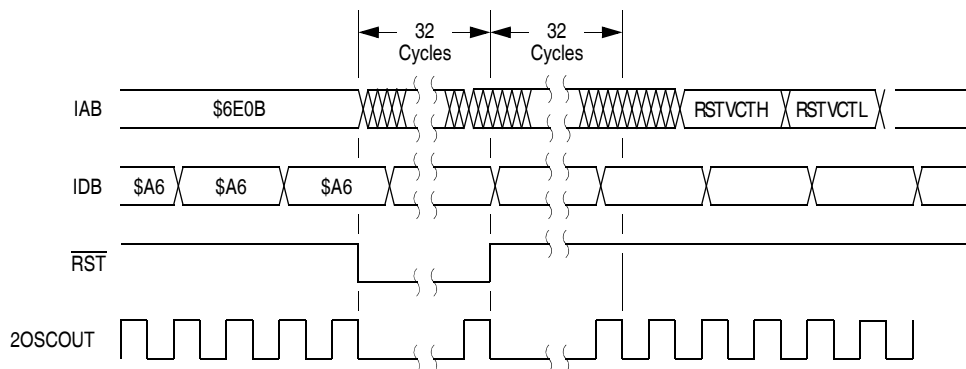 32 Cycles
32 Cycles
IAB $6E0B RSTVCTH RSTVCTL
IDB $A6 $A6 $A6
RST
2OSCOUT